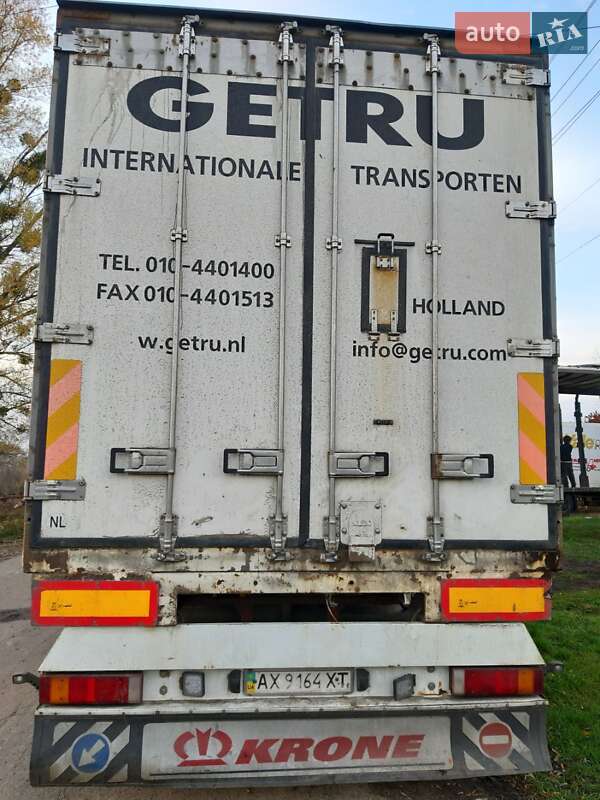 auto RIA .com
GETRU
INTERNATIONALE TRANSPORTEN
TEL. 010-4401400
FAX 010-4401513
HOLLAND
w.getru.nl
info@getru.com
NL
AX 9164 XT
KRONE